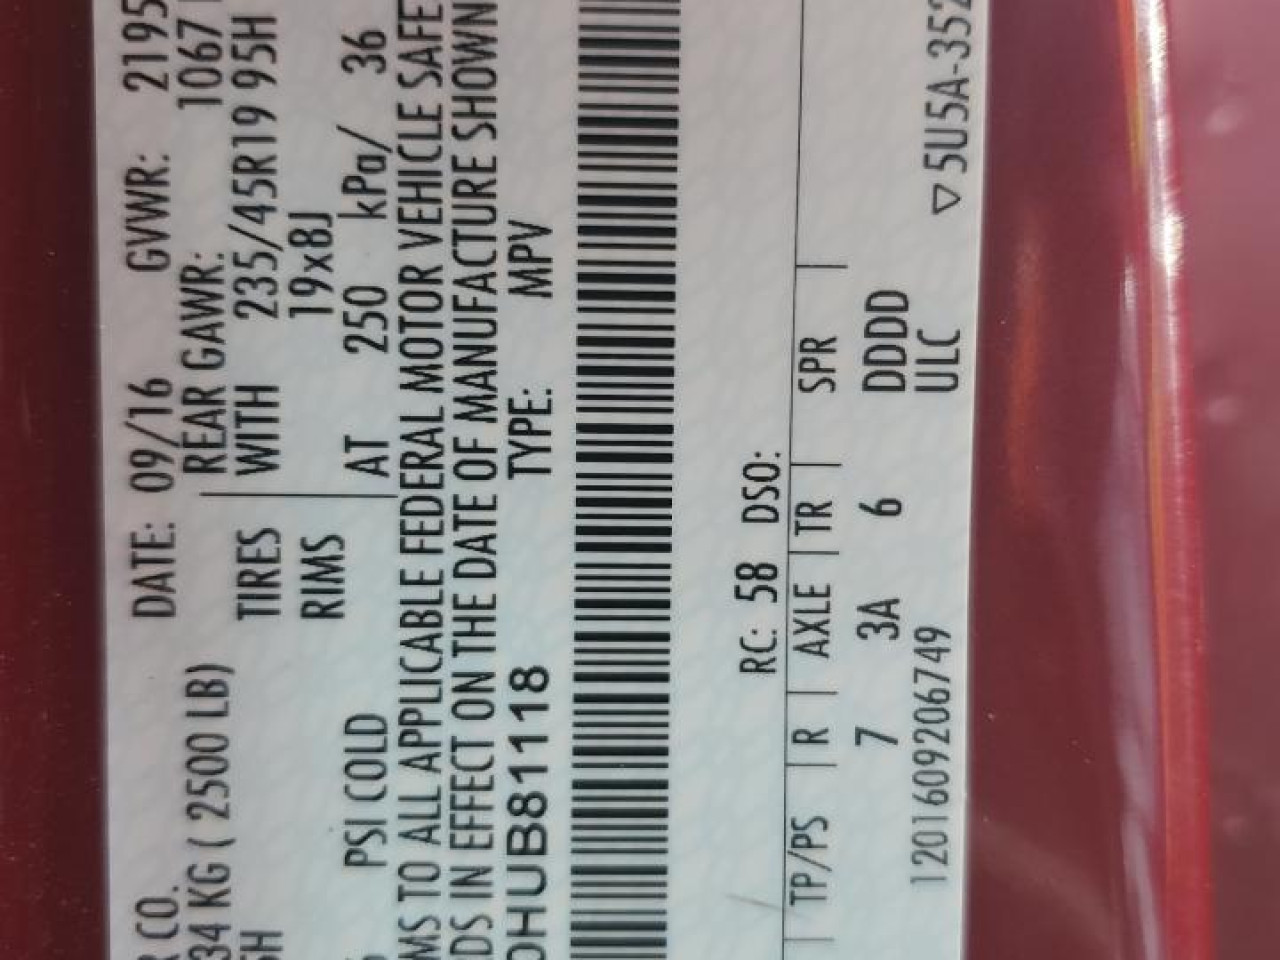 R CO. DATE: 09/16 GVWR: 2195
34 KG ( 2500 LB) REAR GAWR: 1067
5H TIRES WITH 235/45R19 95H
RIMS 19x8J
PSI COLD AT 250 kPa/ 36
MS TO ALL APPLICABLE FEDERAL MOTOR VEHICLE SAFE
DS IN EFFECT ON THE DATE OF MANUFACTURE SHOWN
0HUB81118 TYPE: MPV
RC: 58 DSO:
TP/PS R AXLE TR SPR
7 3A 6 DDDD
1201609206749 ULC ▽5U5A-352